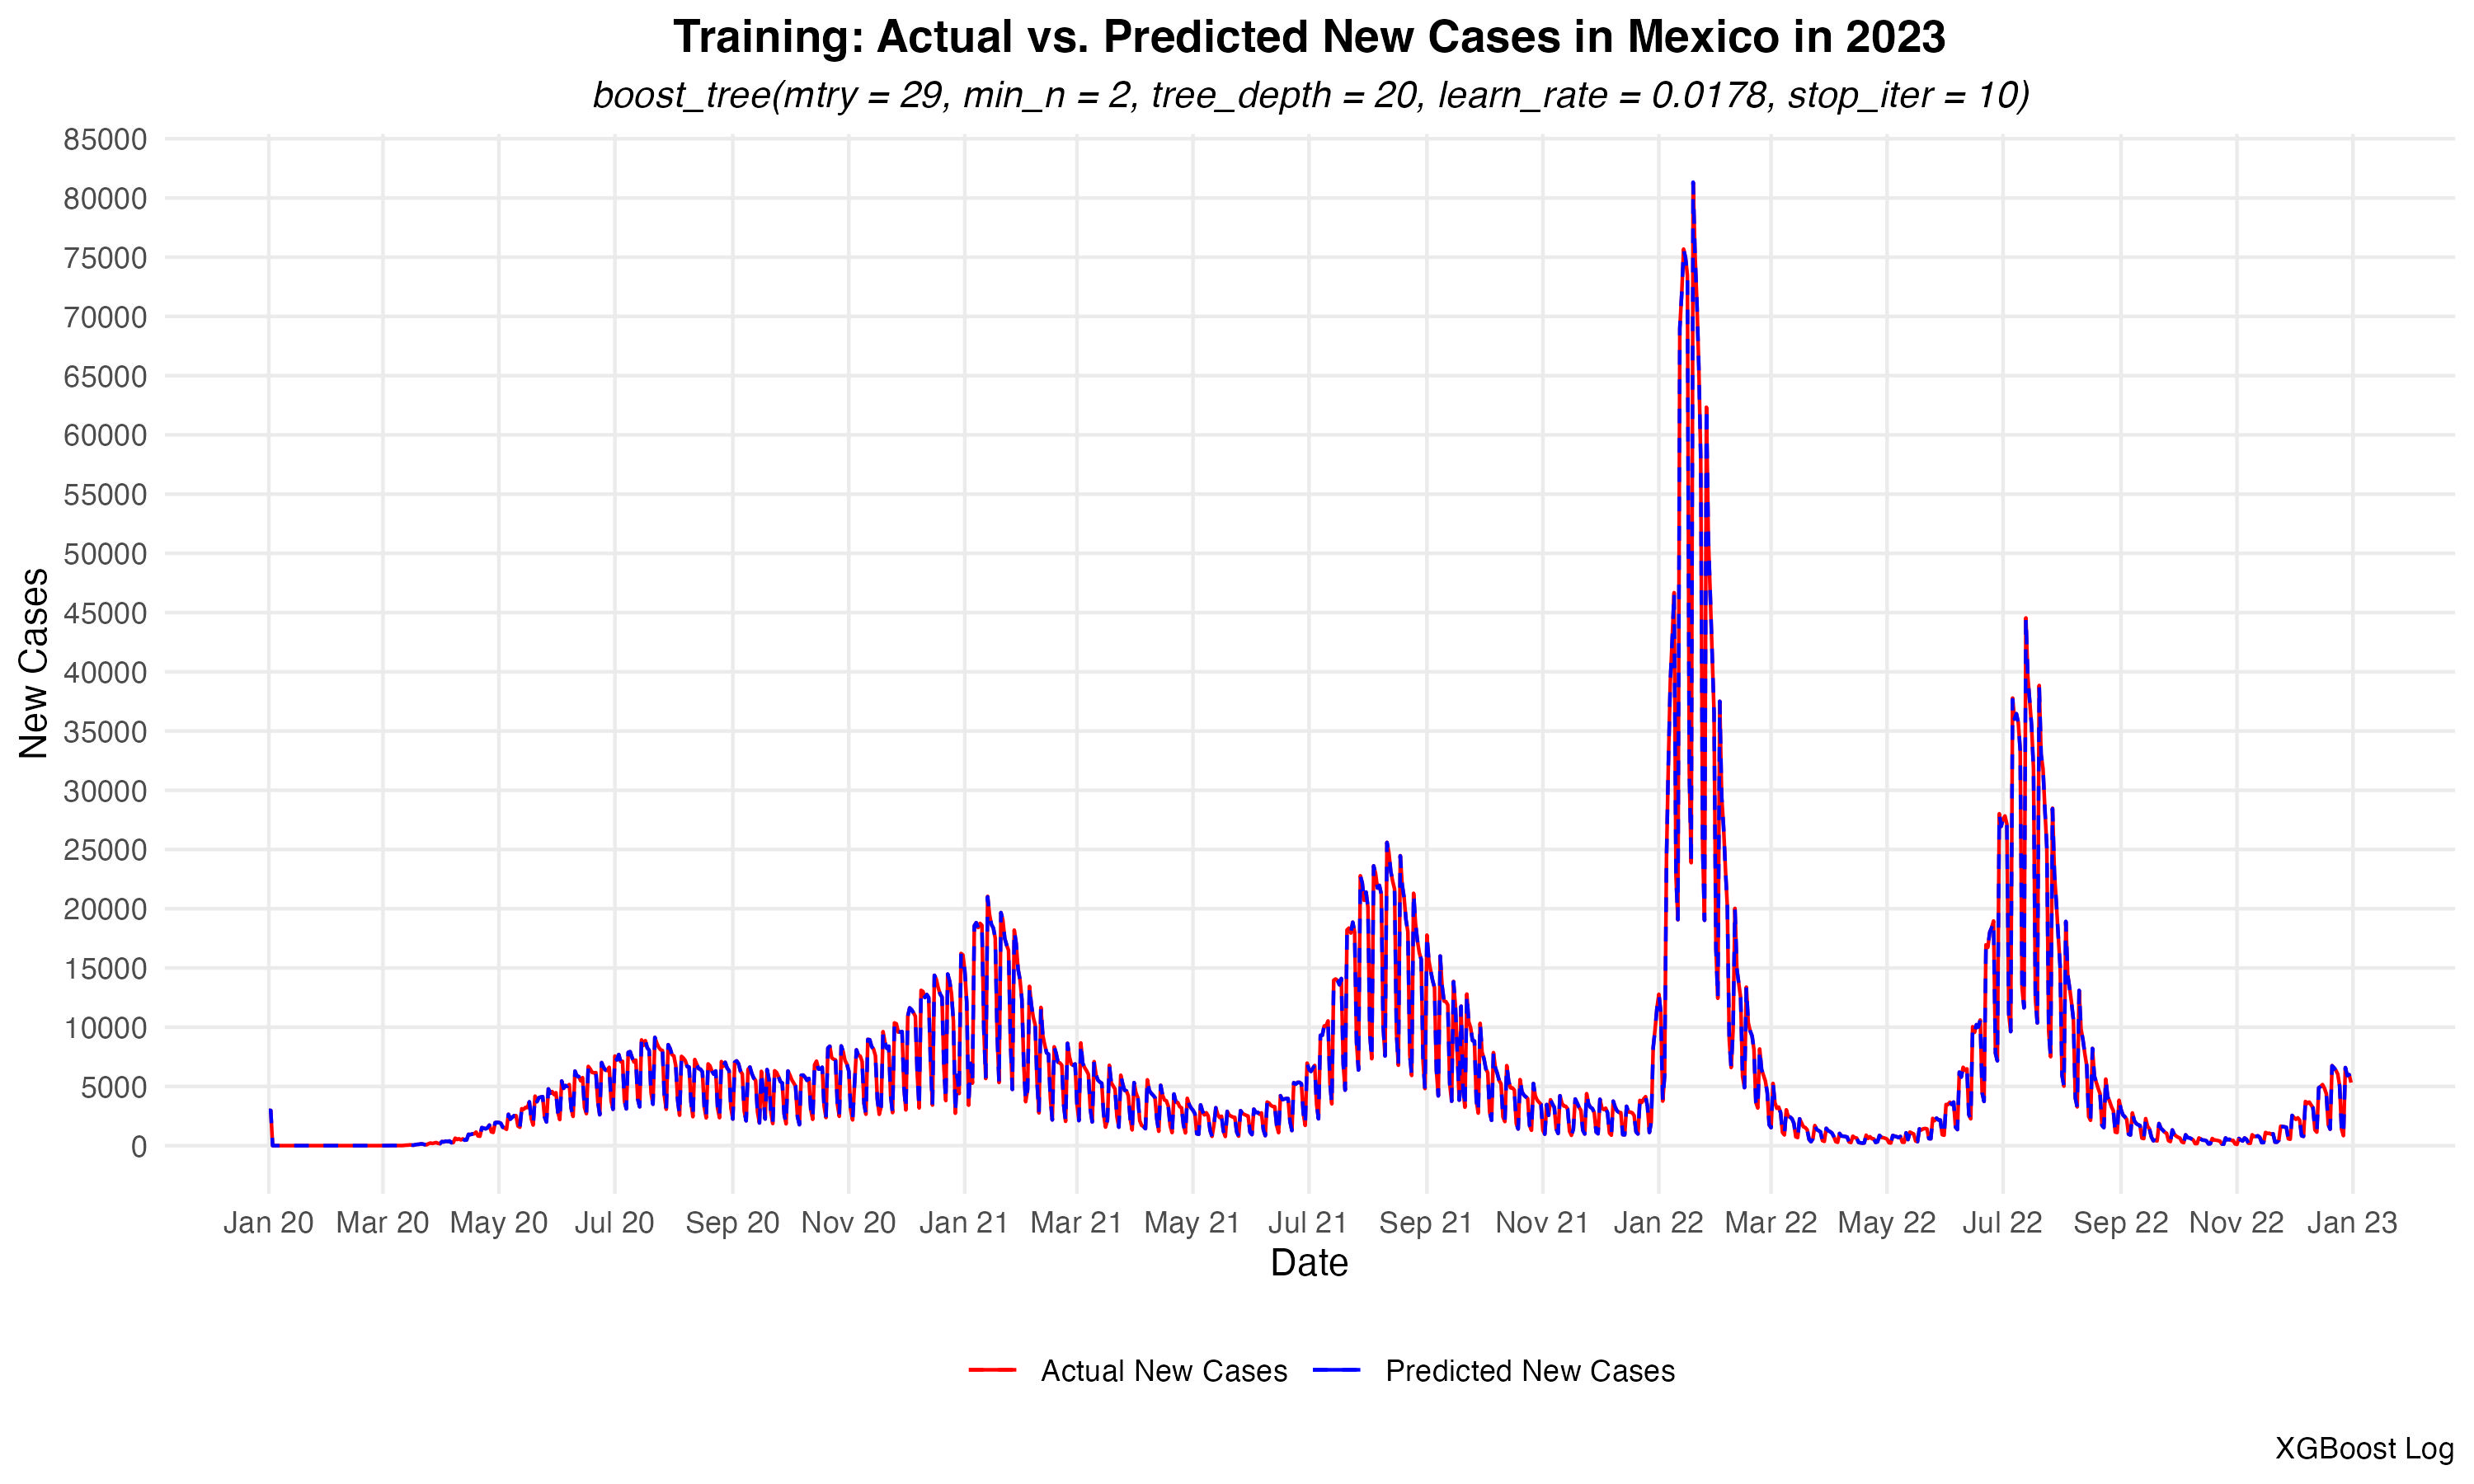 Training: Actual vs. Predicted New Cases in Mexico in 2023
boost_tree(mtry = 29, min_n = 2, tree_depth = 20, learn_rate = 0.0178, stop_iter = 10)
85000
80000
75000
70000
65000
60000
55000
50000
45000
40000
35000
30000
25000
20000
15000
10000
5000
0
New Cases
Jan 20 Mar 20 May 20 Jul 20 Sep 20 Nov 20 Jan 21 Mar 21 May 21 Jul 21 Sep 21 Nov 21 Jan 22 Mar 22 May 22 Jul 22 Sep 22 Nov 22 Jan 23
Date
Actual New Cases Predicted New Cases
XGBoost Log